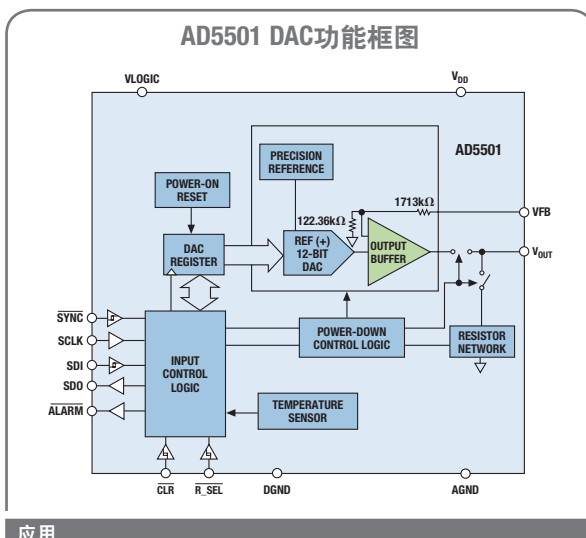 AD5501 DAC功能框图
VLOGIC
VDD
AD5501
PRECISION
REFERENCE
POWER-ON
RESET
1713kΩ
122.36kΩ
VFB
DAC
REGISTER
REF (+)
12-BIT
DAC
OUTPUT
BUFFER
VOUT
SYNC
SCLK
SDI
SDO
ALARM
INPUT
CONTROL
LOGIC
POWER-DOWN
CONTROL LOGIC
RESISTOR
NETWORK
TEMPERATURE
SENSOR
CLR
R_SEL
DGND
AGND
应用